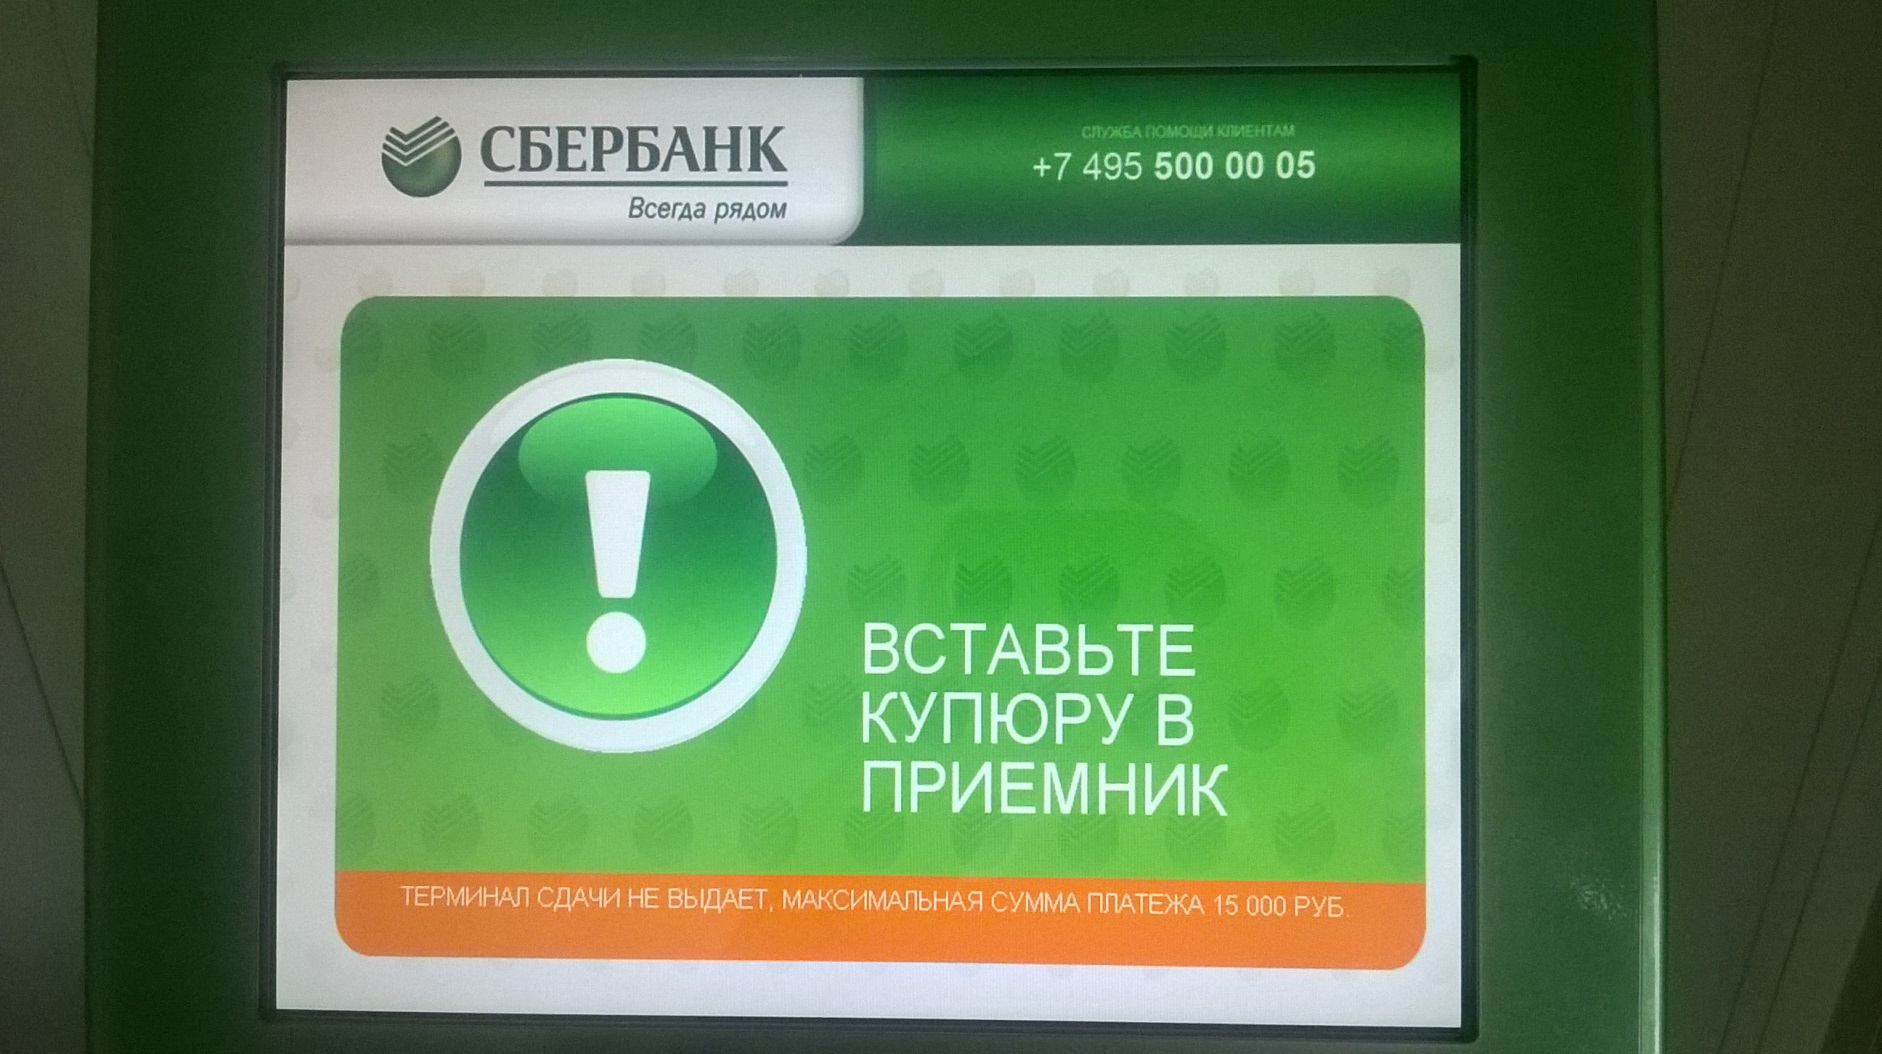 СБЕРБАНК
Всегда рядом
СЛУЖБА ПОМОЩИ КЛИЕНТАМ
+7 495 500 00 05
ВСТАВЬТЕ
КУПЮРУ В
ПРИЕМНИК
ТЕРМИНАЛ СДАЧИ НЕ ВЫДАЕТ, МАКСИМАЛЬНАЯ СУММА ПЛАТЕЖА 15 000 РУБ.